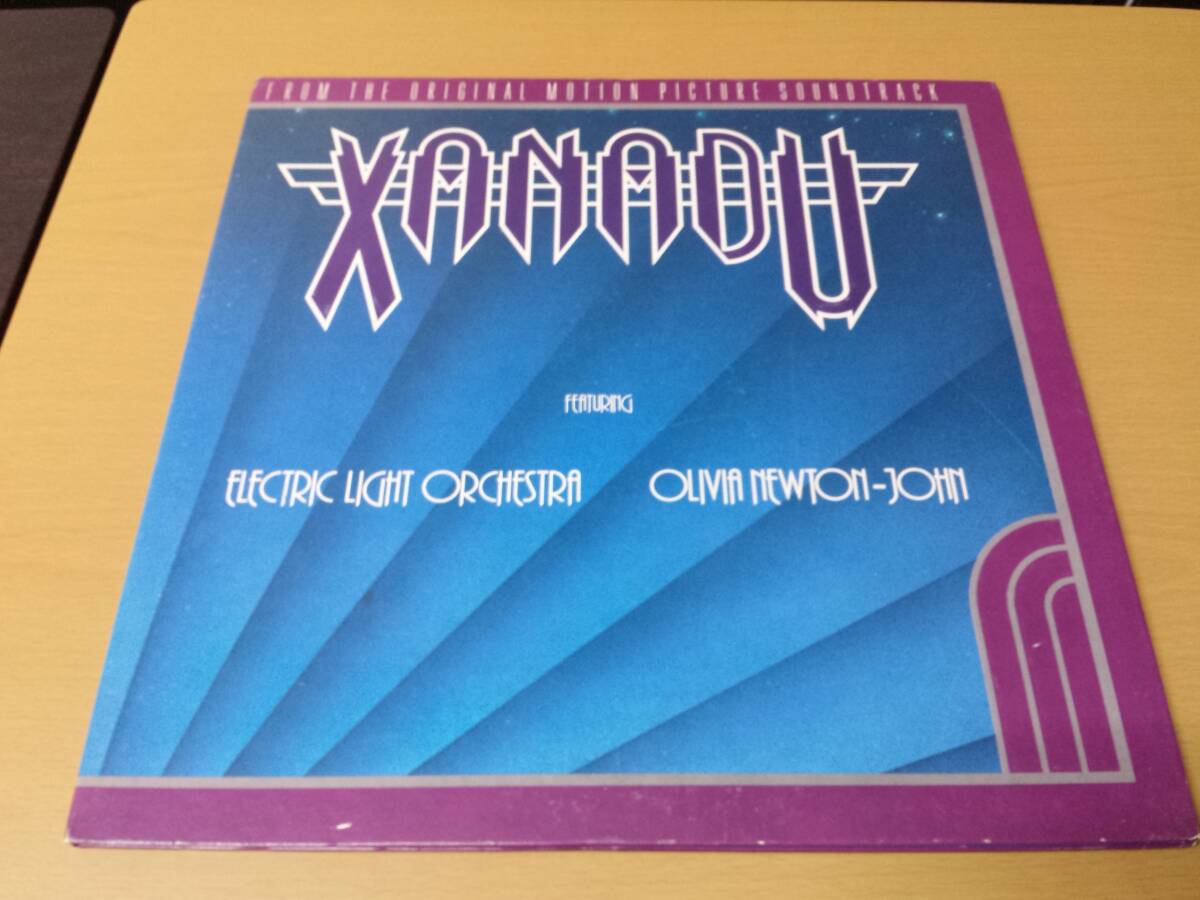 FROM THE ORIGINAL MOTION PICTURE SOUNDTRACK
XANADU
FEATURING
ELECTRIC LIGHT ORCHESTRA OLIVIA NEWTON-JOHN